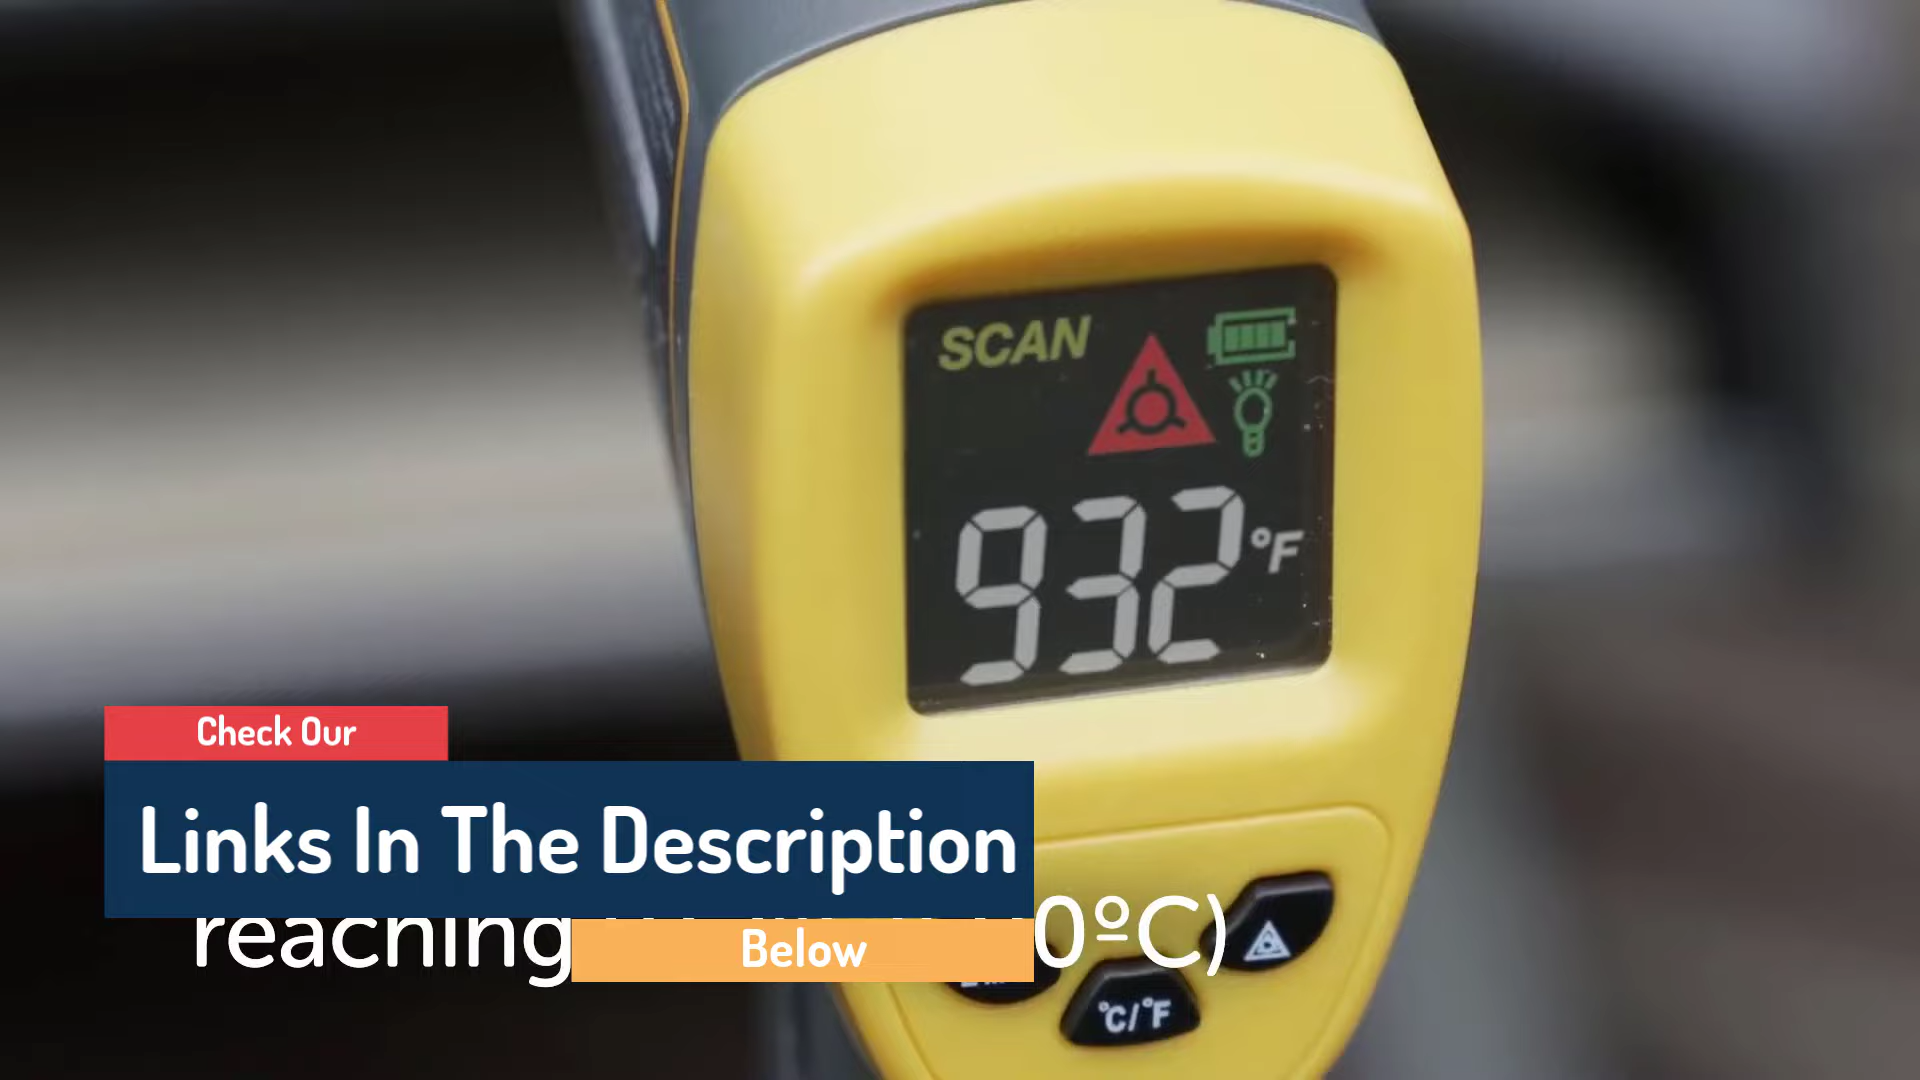 SCAN
932 °F
Check Our
Links In The Description
reaching 0ºC)
Below
°C/°F